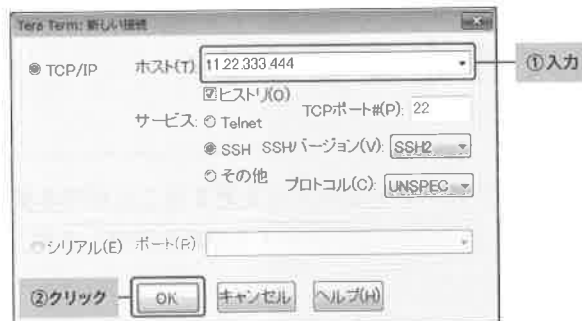 Tera Term: 新しい接続
TCP/IP ホスト(T): 11.22.333.444 ①入力
ヒストリ(O)
サービス: Telnet TCPポート#(P): 22
SSH SSHバージョン(V): SSH2
その他 プロトコル(C): UNSPEC
シリアル(E) ポート(R):
②クリック OK キャンセル ヘルプ(H)